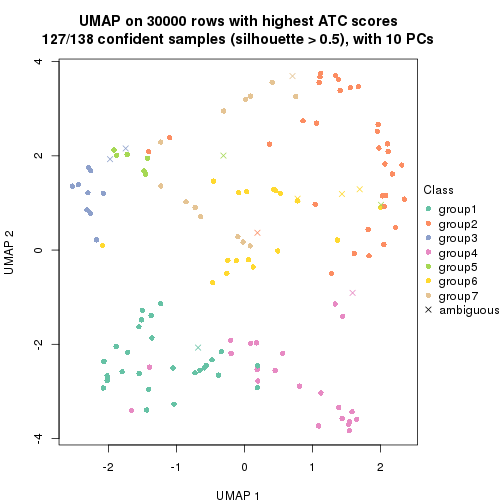 UMAP on 30000 rows with highest ATC scores
127/138 confident samples (silhouette > 0.5), with 10 PCs
4
2
0
-2
-4
UMAP 2
-2
-1
0
1
2
UMAP 1
Class
group1
group2
group3
group4
group5
group6
group7
ambiguous